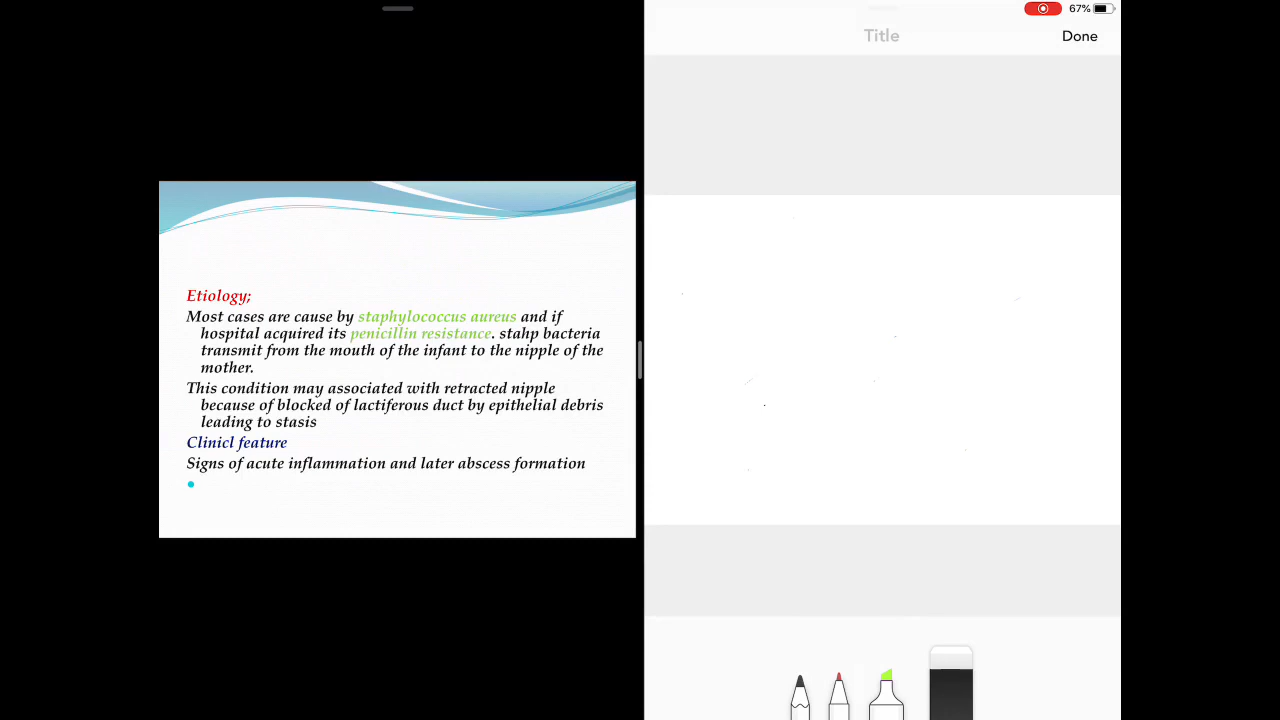 67%
Title
Done
Etiology;
Most cases are cause by staphylococcus aureus and if
hospital acquired its penicillin resistance. stahp bacteria
transmit from the mouth of the infant to the nipple of the
mother.
This condition may associated with retracted nipple
because of blocked of lactiferous duct by epithelial debris
leading to stasis
Clinicl feature
Signs of acute inflammation and later abscess formation